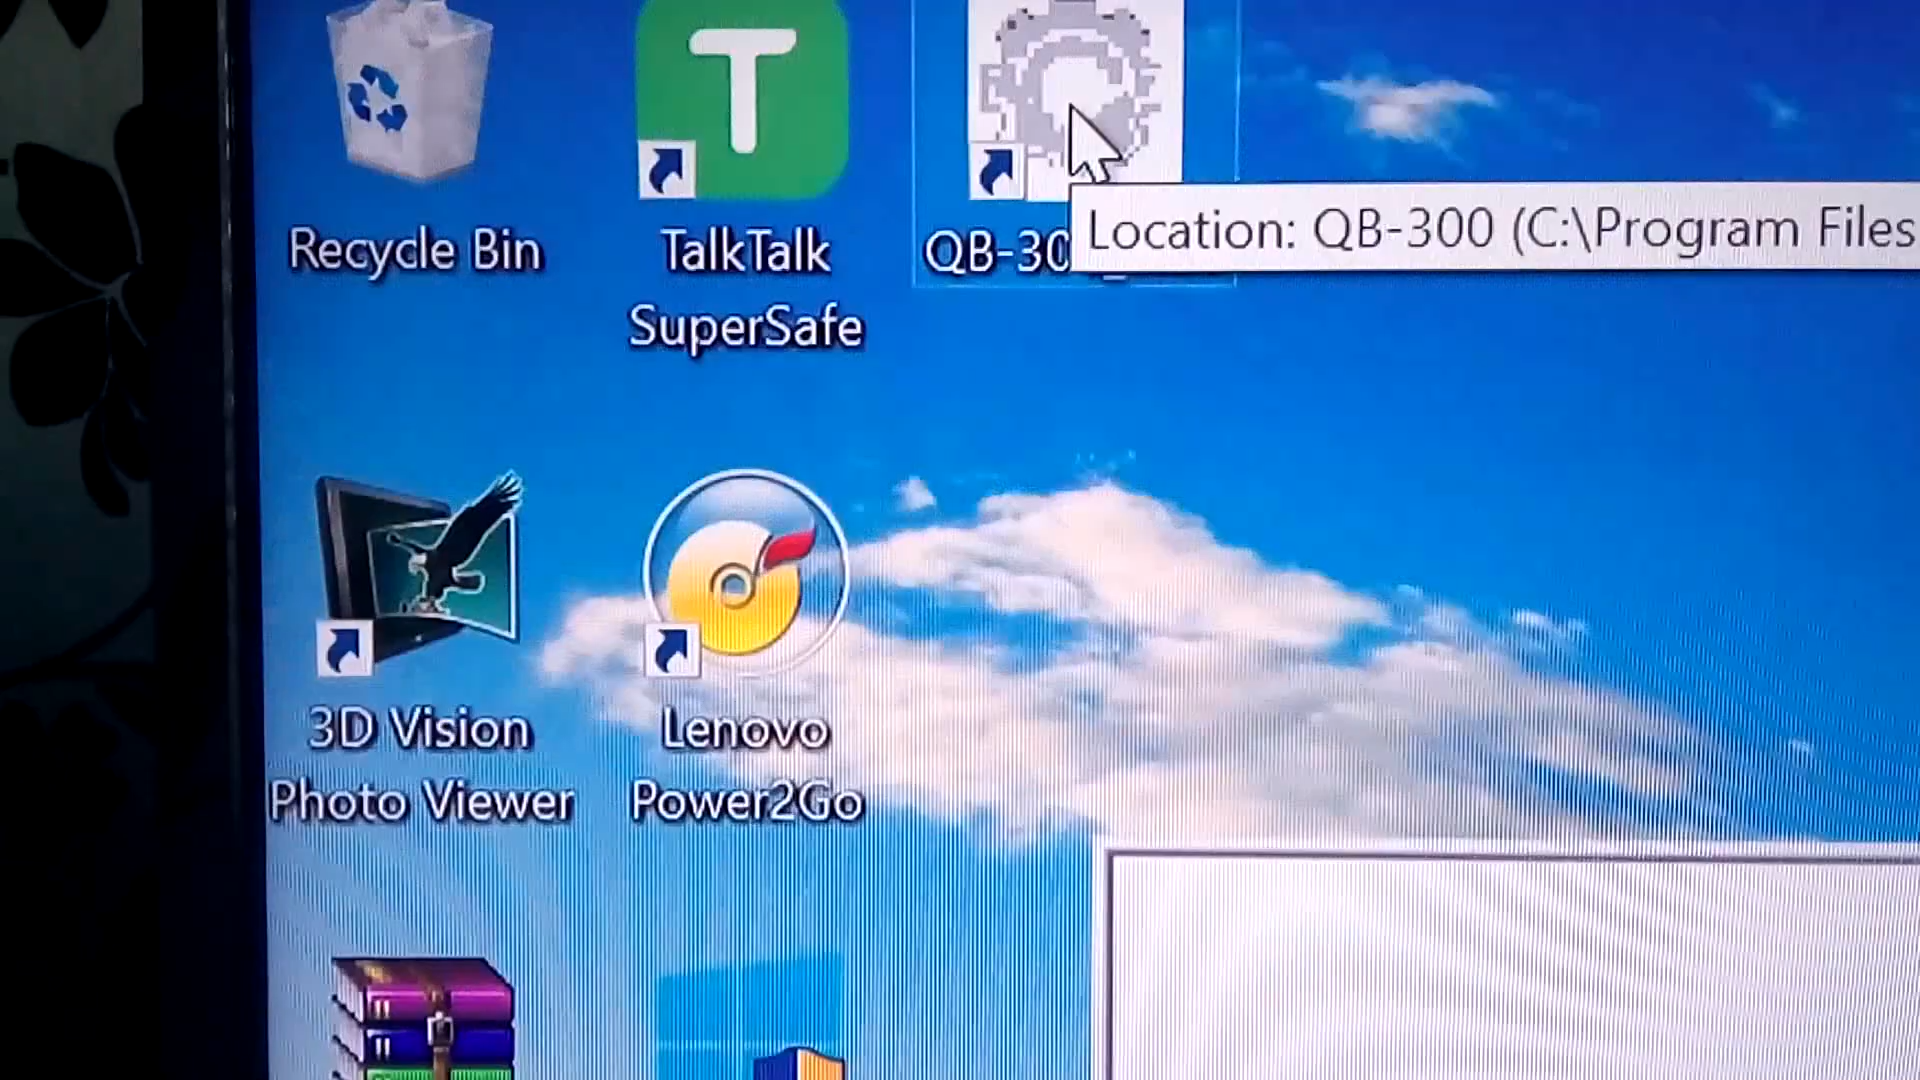 Recycle Bin
T
TalkTalk
SuperSafe
QB-30
Location: QB-300 (C:\Program Files
3D Vision
Photo Viewer
Lenovo
Power2Go